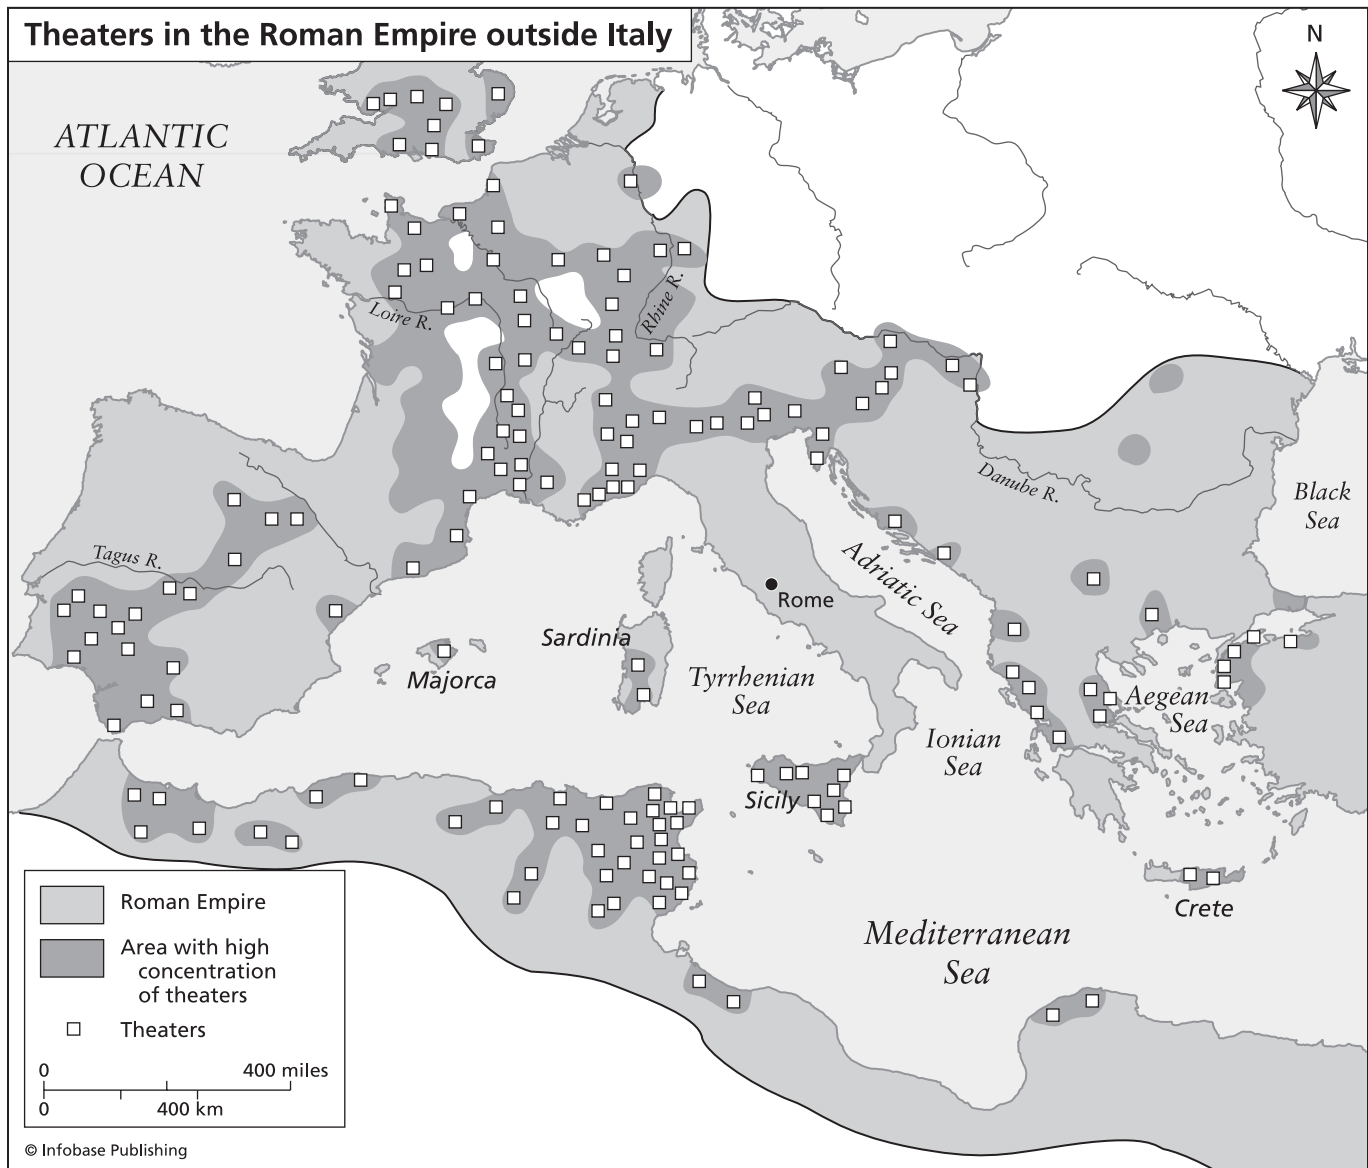 Theaters in the Roman Empire outside Italy
N
ATLANTIC
OCEAN
Loire R.
Rhine R.
Tagus R.
Danube R.
Black
Sea
Adriatic Sea
Rome
Sardinia
Majorca
Tyrrhenian
Sea
Aegean
Sea
Ionian
Sea
Sicily
Crete
Mediterranean
Sea
Roman Empire
Area with high
concentration
of theaters
Theaters
0
400 miles
0
400 km
© Infobase Publishing